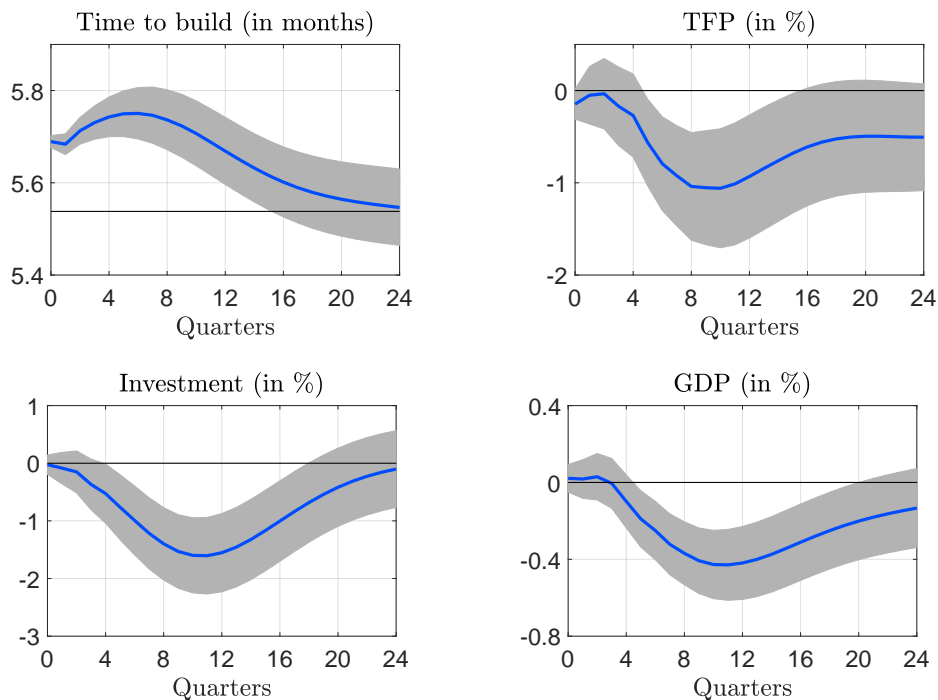 Time to build (in months)
5.8
5.6
5.4
0 4 8 12 16 20 24
Quarters
TFP (in %)
0
-1
-2
0 4 8 12 16 20 24
Quarters
Investment (in %)
1
0
-1
-2
-3
0 4 8 12 16 20 24
Quarters
GDP (in %)
0.4
0
-0.4
-0.8
0 4 8 12 16 20 24
Quarters